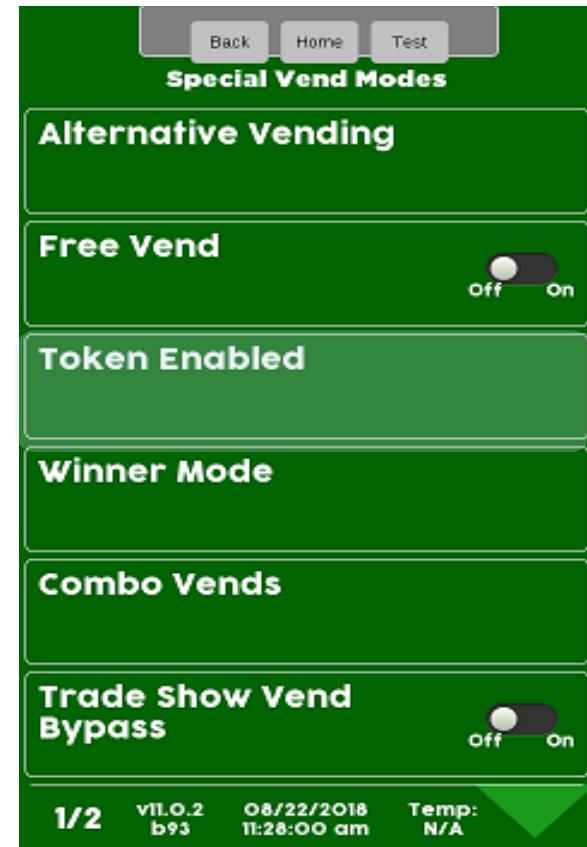 Back Home Test
Special Vend Modes
Alternative Vending
Free Vend
Off On
Token Enabled
Winner Mode
Combo Vends
Trade Show Vend
Bypass
Off On
1/2 v11.0.2 08/22/2018 Temp:
b93 11:28:00 am N/A